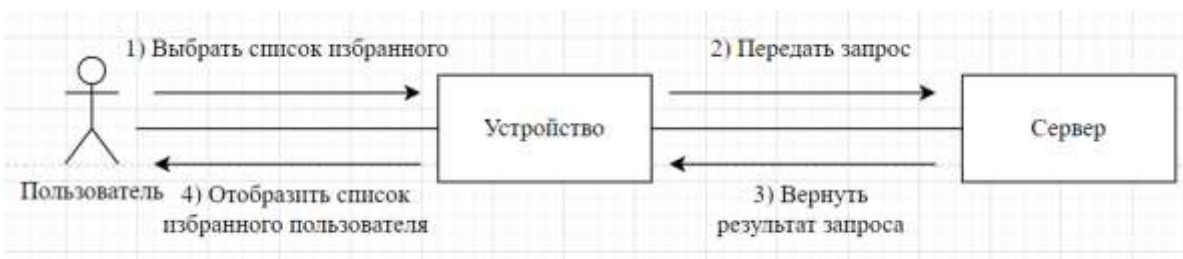 1) Выбрать список избранного
2) Передать запрос
Устройство
Сервер
Пользователь
4) Отобразить список
избранного пользователя
3) Вернуть
результат запроса